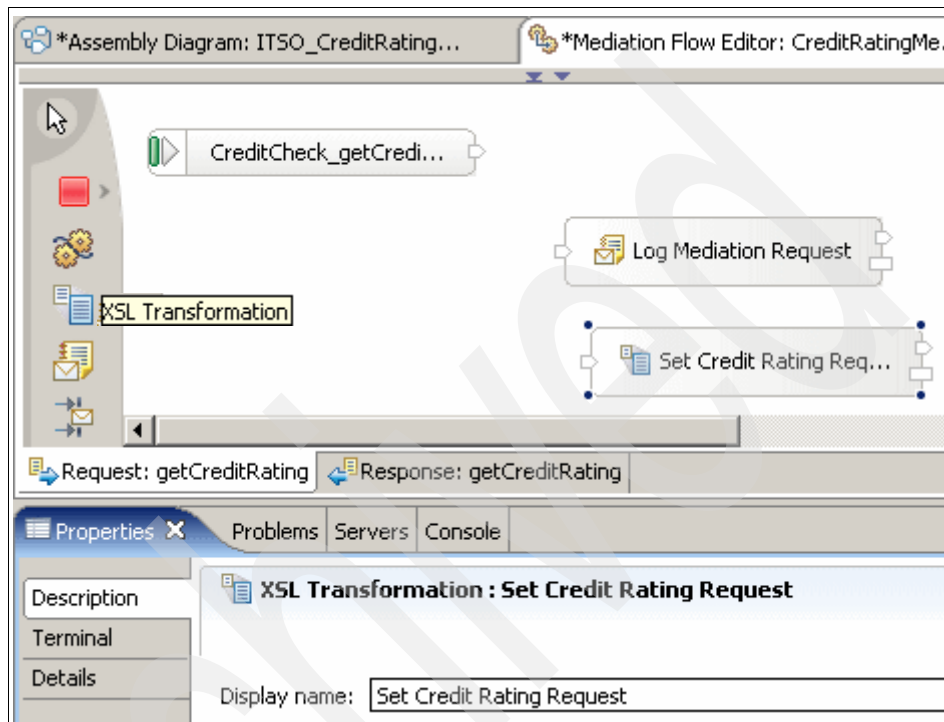 *Assembly Diagram: ITSO_CreditRating... *Mediation Flow Editor: CreditRatingMe.
CreditCheck_getCredi...
Log Mediation Request
XSL Transformation
Set Credit Rating Req...
Request: getCreditRating Response: getCreditRating
Properties Problems Servers Console
Description XSL Transformation : Set Credit Rating Request
Terminal
Details
Display name: Set Credit Rating Request